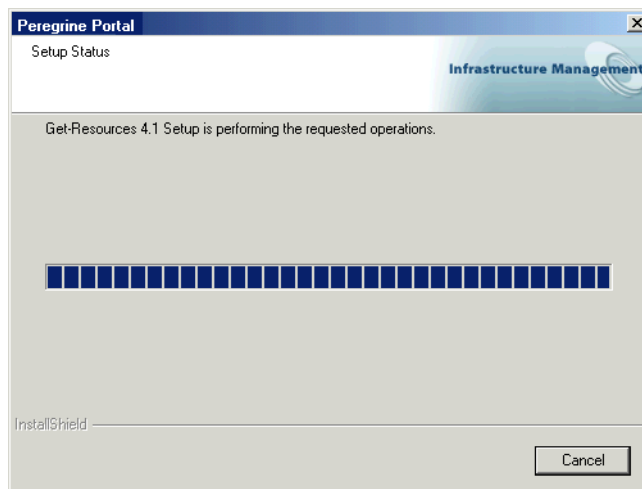 Peregrine Portal
Setup Status
Infrastructure Management
Get-Resources 4.1 Setup is performing the requested operations.
InstallShield
Cancel